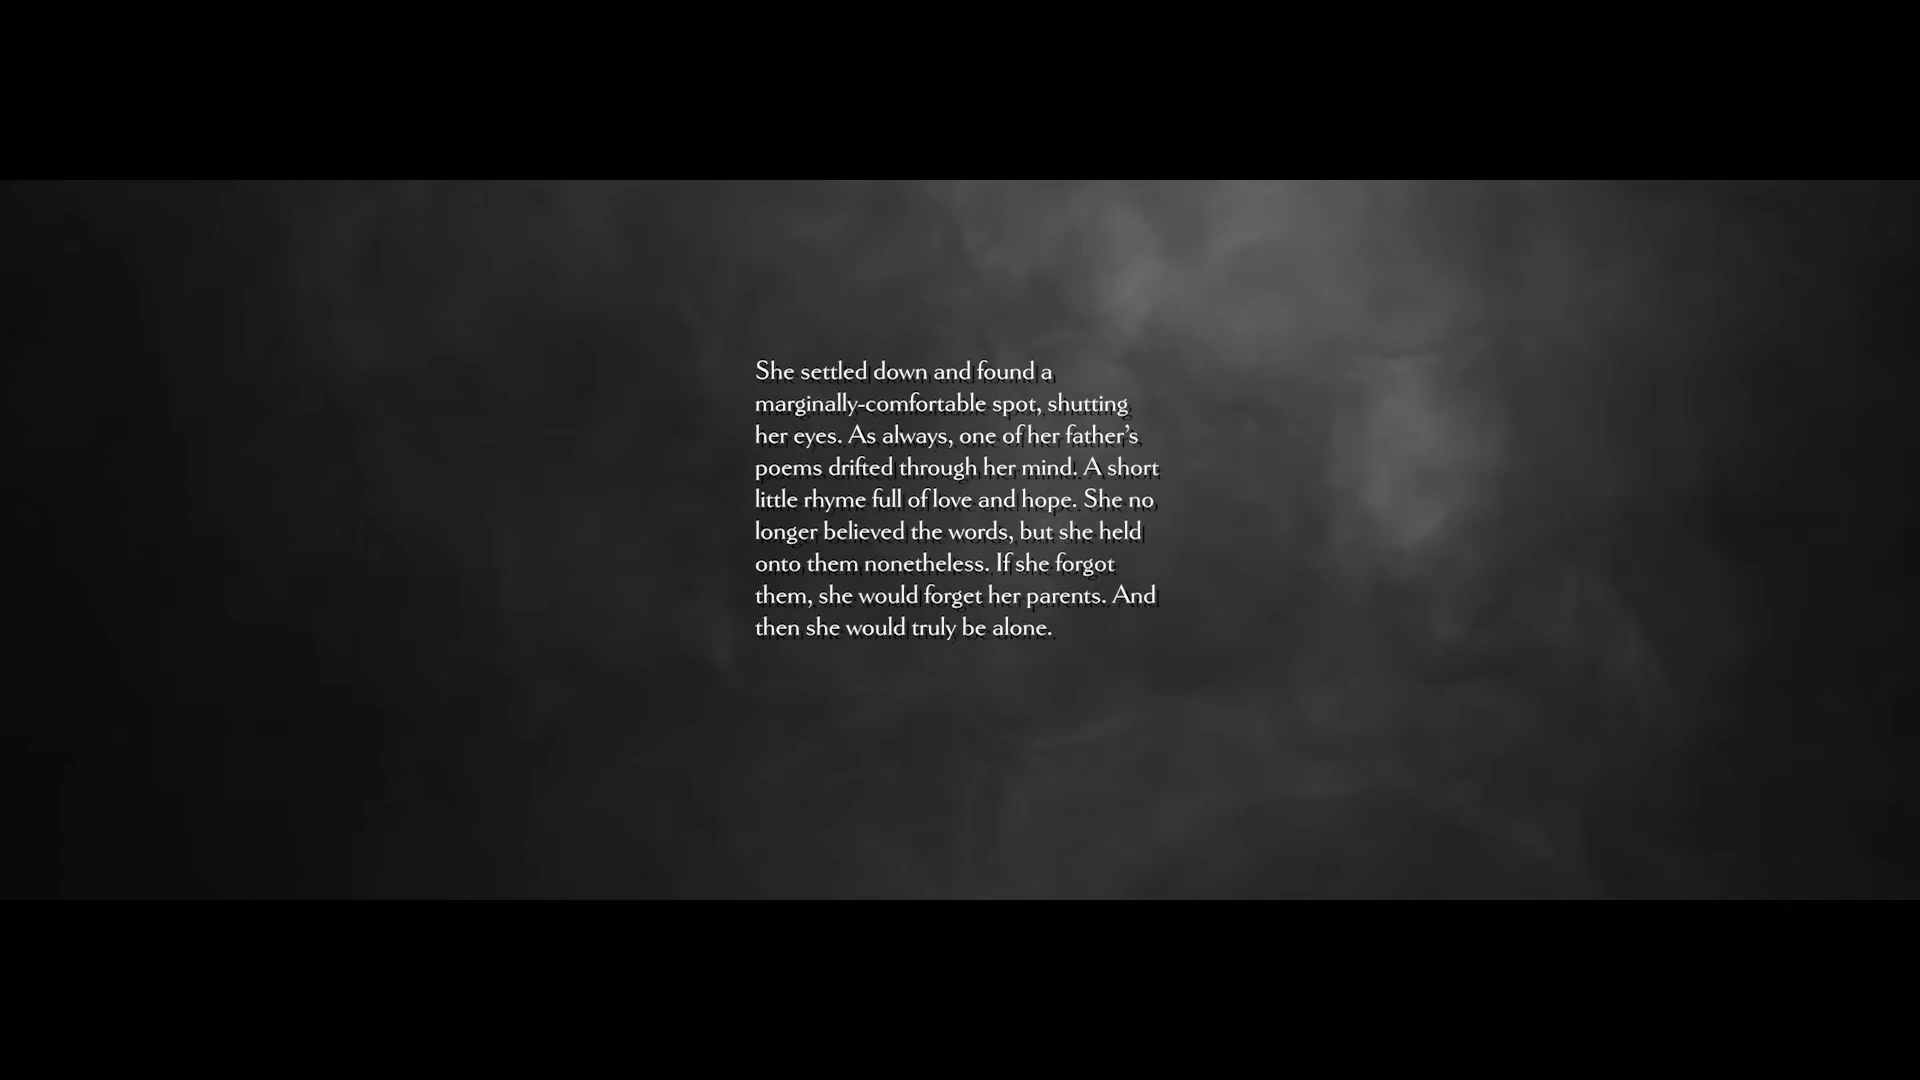 She settled down and found a
marginally-comfortable spot, shutting
her eyes. As always, one of her father’s
poems drifted through her mind. A short
little rhyme full of love and hope. She no
longer believed the words, but she held
onto them nonetheless. If she forgot
them, she would forget her parents. And
then she would truly be alone.